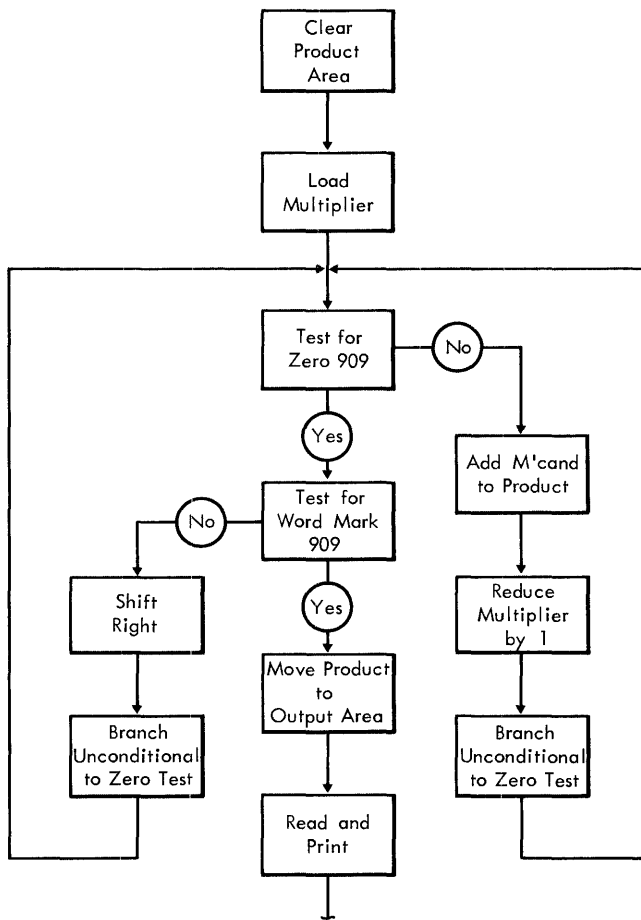 Clear
Product
Area
Load
Multiplier
Test for
Zero 909
No
Yes
Add M'cand
to Product
Test for
Word Mark
909
No
Yes
Shift
Right
Reduce
Multiplier
by 1
Move Product
to
Output Area
Branch
Unconditional
to Zero Test
Branch
Unconditional
to Zero Test
Read and
Print